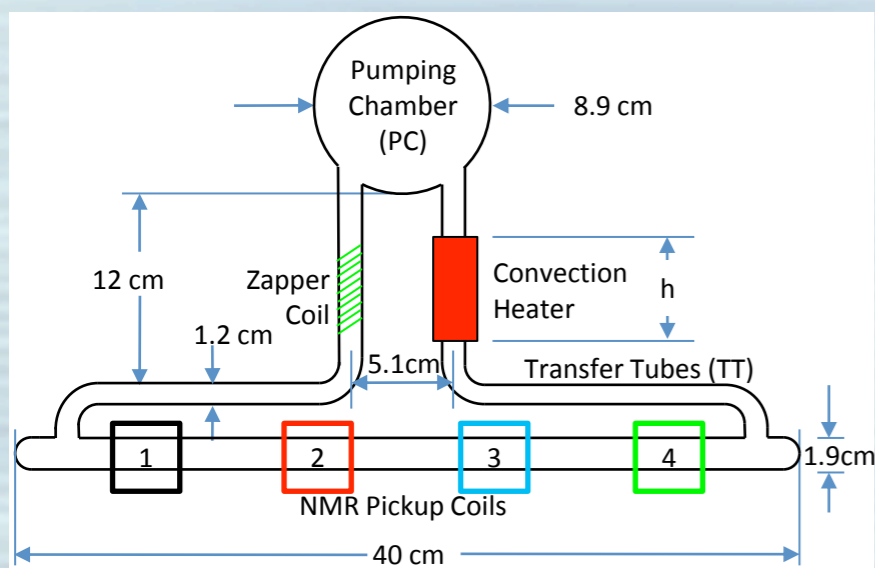 Pumping
Chamber
(PC)
8.9 cm
12 cm
Zapper
Coil
Convection
Heater
h
1.2 cm
5.1cm
Transfer Tubes (TT)
1
2
3
4
1.9cm
NMR Pickup Coils
40 cm